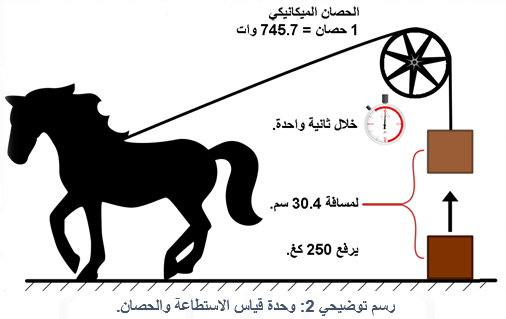 الحصان الميكانيكي
1 حصان = 745.7 وات
خلال ثانية واحدة.
لمسافة 30.4 سم.
يرفع 250 كغ.
رسم توضيحي 2: وحدة قياس الاستطاعة والحصان.